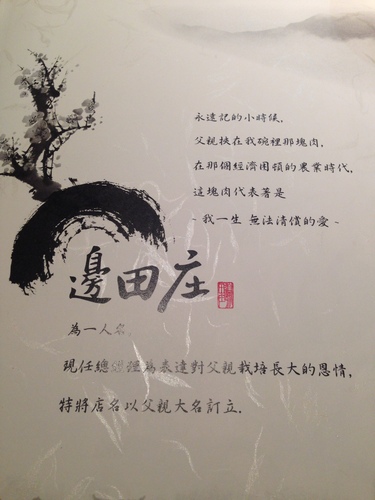 永遠記的小時候,
父親挾在我碗裡那塊肉,
在那個經濟困頓的農業時代,
這塊肉代表著是
~我一生 無法清償的愛~
邊田庄
為一人名,
現任總經理為表達對父親栽培長大的恩情,
特將店名以父親大名訂立.